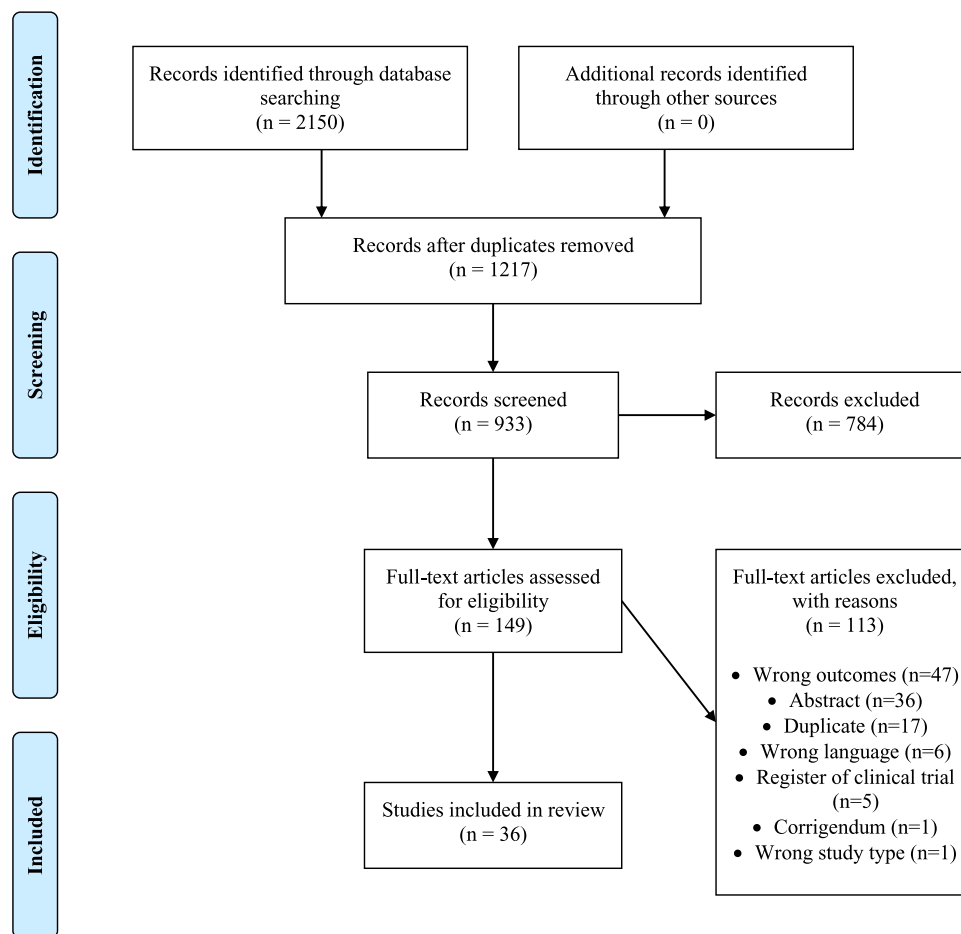 Identification
Records identified through database
searching
(n = 2150)
Additional records identified
through other sources
(n = 0)
Records after duplicates removed
(n = 1217)
Screening
Records screened
(n = 933)
Records excluded
(n = 784)
Eligibility
Full-text articles assessed
for eligibility
(n = 149)
Full-text articles excluded,
with reasons
(n = 113)
• Wrong outcomes (n=47)
• Abstract (n=36)
• Duplicate (n=17)
• Wrong language (n=6)
• Register of clinical trial
(n=5)
• Corrigendum (n=1)
• Wrong study type (n=1)
Included
Studies included in review
(n = 36)